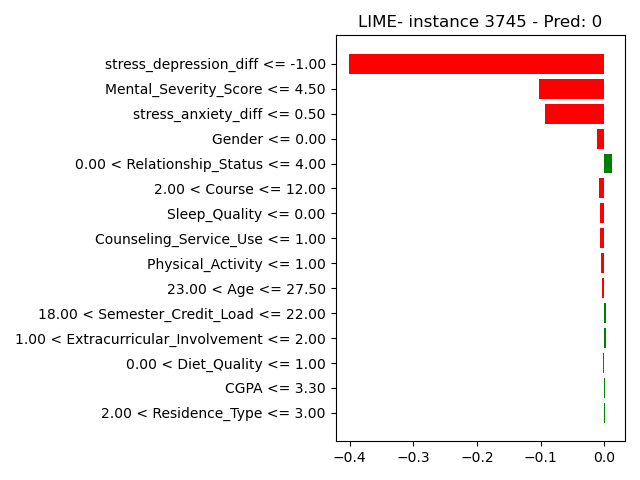 LIME- instance 3745 - Pred: 0
stress_depression_diff <= -1.00
Mental_Severity_Score <= 4.50
stress_anxiety_diff <= 0.50
Gender <= 0.00
0.00 < Relationship_Status <= 4.00
2.00 < Course <= 12.00
Sleep_Quality <= 0.00
Counseling_Service_Use <= 1.00
Physical_Activity <= 1.00
23.00 < Age <= 27.50
18.00 < Semester_Credit_Load <= 22.00
1.00 < Extracurricular_Involvement <= 2.00
0.00 < Diet_Quality <= 1.00
CGPA <= 3.30
2.00 < Residence_Type <= 3.00
−0.4 −0.3 −0.2 −0.1 0.0